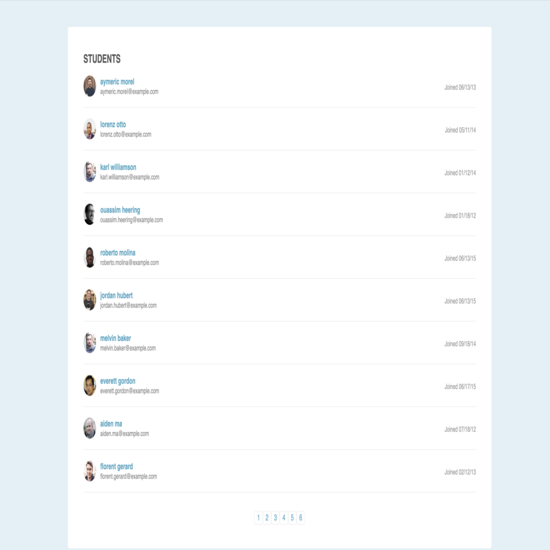 STUDENTS
aymeric morel
aymeric.morel@example.com
Joined 06/13/13
lorenz otto
lorenz.otto@example.com
Joined 05/11/14
karl williamson
karl.williamson@example.com
Joined 01/12/14
ouassim heering
ouassim.heering@example.com
Joined 01/18/12
roberto molina
roberto.molina@example.com
Joined 06/13/15
jordan hubert
jordan.hubert@example.com
Joined 06/13/15
melvin baker
melvin.baker@example.com
Joined 09/18/14
everett gordon
everett.gordon@example.com
Joined 06/17/15
aiden ma
aiden.ma@example.com
Joined 07/18/12
florent gerard
florent.gerard@example.com
Joined 02/12/13
1 2 3 4 5 6